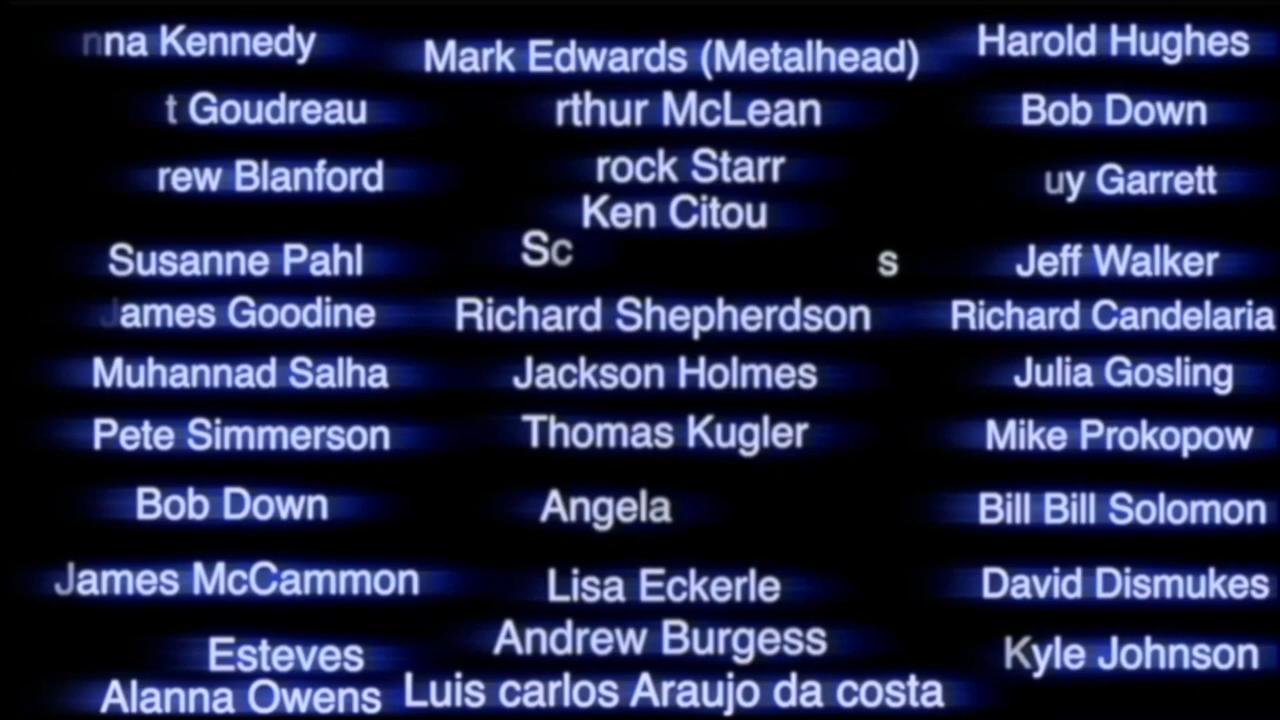 nna Kennedy
t Goudreau
rew Blanford
Susanne Pahl
James Goodine
Muhannad Salha
Pete Simmerson
Bob Down
James McCammon
Esteves
Alanna Owens
Mark Edwards (Metalhead)
rthur McLean
rock Starr
Ken Citou
Sc s
Richard Shepherdson
Jackson Holmes
Thomas Kugler
Angela
Lisa Eckerle
Andrew Burgess
Luis carlos Araujo da costa
Harold Hughes
Bob Down
uy Garrett
Jeff Walker
Richard Candelaria
Julia Gosling
Mike Prokopow
Bill Bill Solomon
David Dismukes
Kyle Johnson